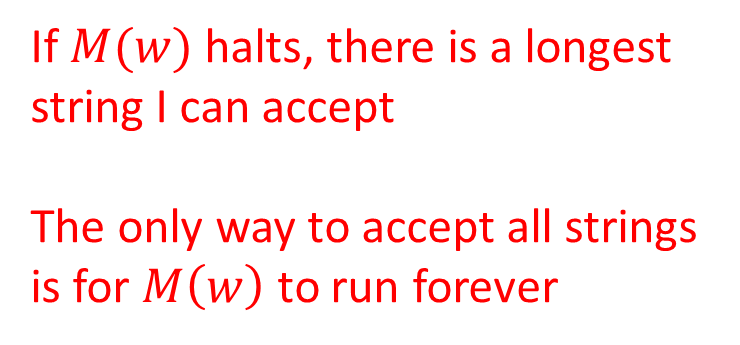 If M(w) halts, there is a longest
string I can accept
The only way to accept all strings
is for M(w) to run forever